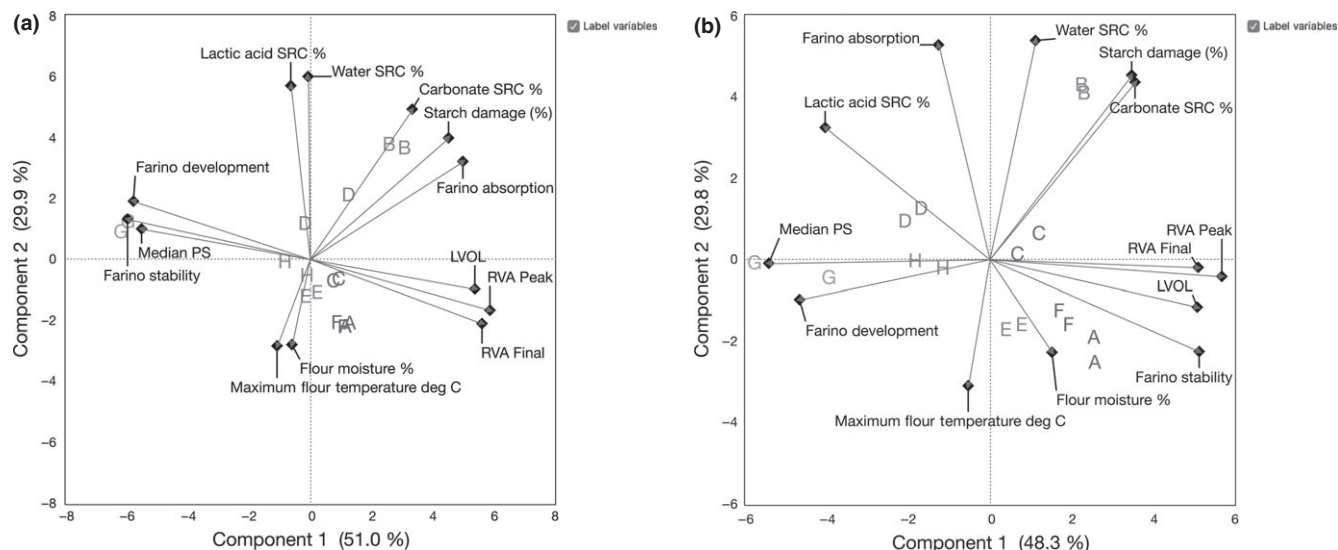 (a)
8
6
4
2
0
−2
−4
−6
−8
Component 2 (29.9 %)
−8
−6
−4
−2
0
2
4
6
8
Component 1 (51.0 %)
Label variables
Lactic acid SRC %
Water SRC %
Carbonate SRC %
Starch damage (%)
B B
Farino development
Farino absorption
D
D
G G
Median PS
Farino stability
H
H
LVOL
RVA Peak
C C
E E
F A
F A
RVA Final
Flour moisture %
Maximum flour temperature deg C
(b)
6
4
2
0
−2
−4
−6
Component 2 (29.8 %)
−6
−4
−2
0
2
4
6
Component 1 (48.3 %)
Label variables
Farino absorption
Water SRC %
Starch damage (%)
B
B
Carbonate SRC %
Lactic acid SRC %
D
D
C
C
RVA Peak
RVA Final
Median PS
G
G
H
H
LVOL
Farino development
E E
F
F
A
A
Farino stability
Flour moisture %
Maximum flour temperature deg C